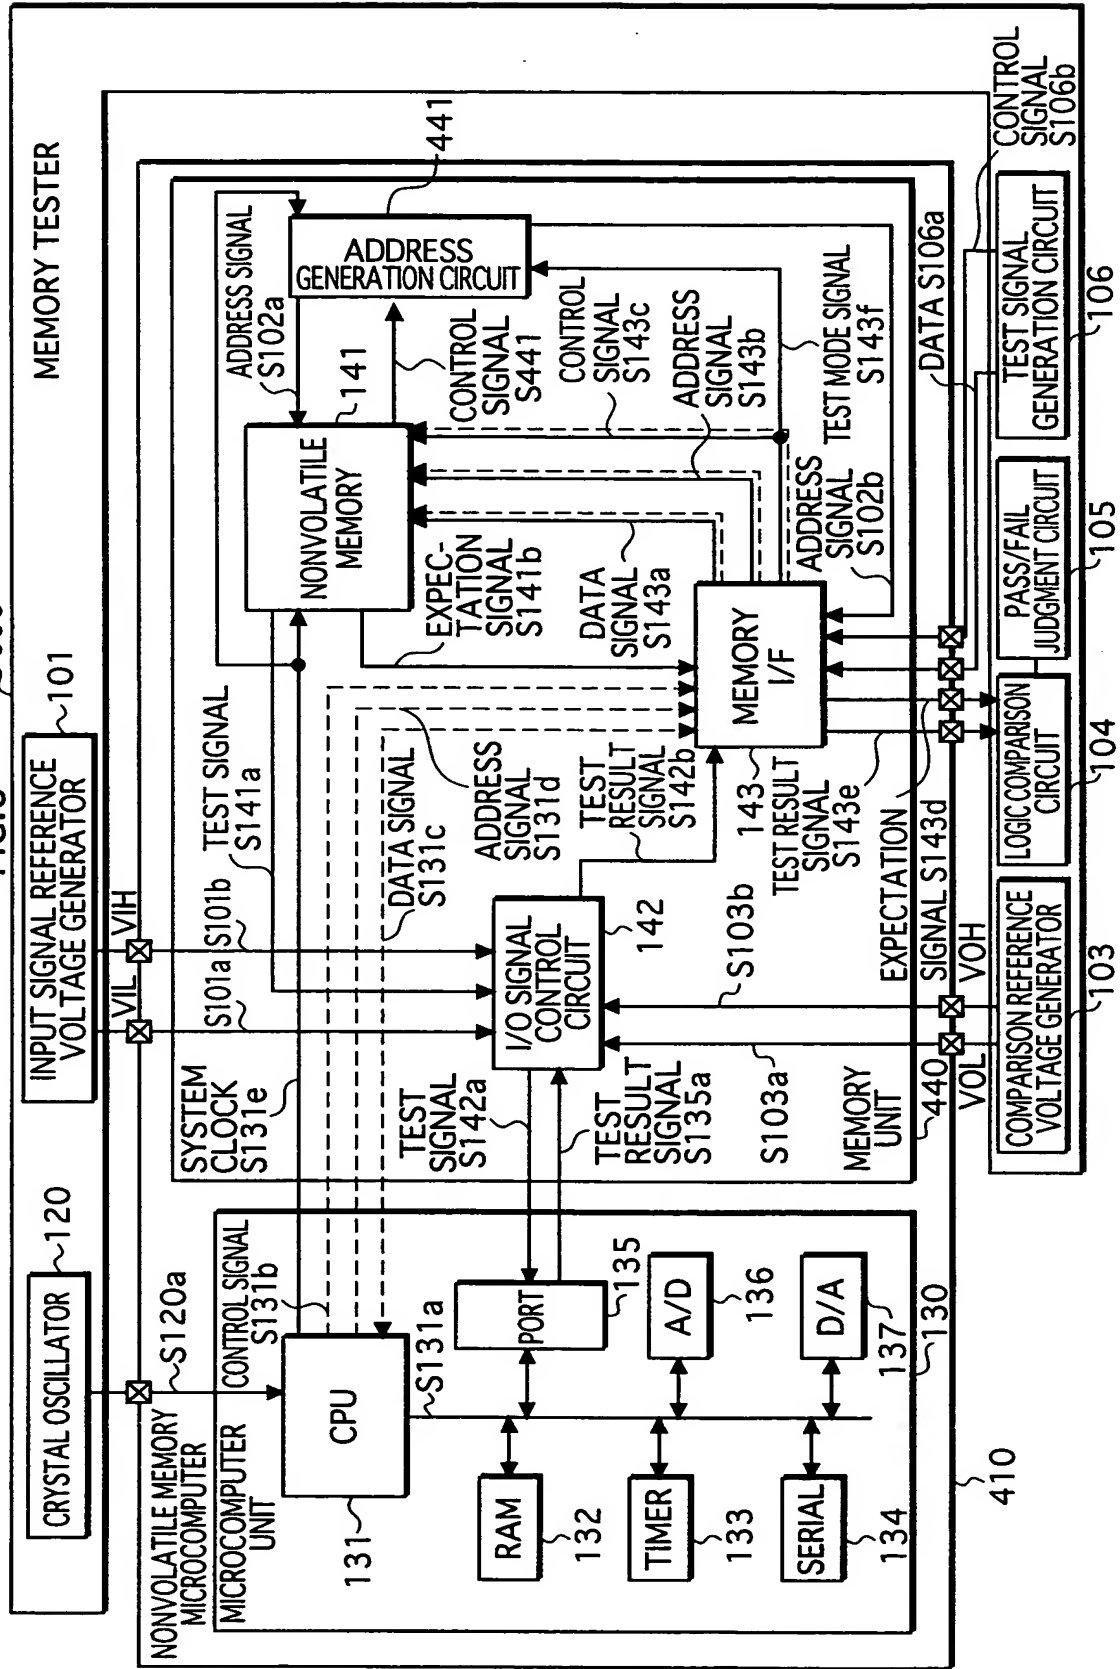 MEMORY TESTER
CRYSTAL OSCILLATOR
120
INPUT SIGNAL REFERENCE
VOLTAGE GENERATOR
101
S120a
VIL
VIH
NONVOLATILE MEMORY
MICROCOMPUTER
MICROCOMPUTER
UNIT
CONTROL SIGNAL
S131b
SYSTEM
CLOCK
S131e
S101a
S101b
TEST SIGNAL
S141a
ADDRESS SIGNAL
S102a
141
441
CPU
131
S131a
NONVOLATILE
MEMORY
ADDRESS
GENERATION CIRCUIT
CONTROL
SIGNAL
S441
TEST
SIGNAL
S142a
DATA SIGNAL
S131c
ADDRESS
SIGNAL
S131d
EXPEC-
TATION
SIGNAL
S141b
CONTROL
SIGNAL
S143c
RAM
132
PORT
135
I/O SIGNAL
CONTROL
CIRCUIT
142
TEST
RESULT
SIGNAL
S142b
DATA
SIGNAL
S143a
ADDRESS
SIGNAL
S143b
TEST
RESULT
SIGNAL
S135a
TIMER
133
A/D
136
MEMORY
I/F
143
ADDRESS
SIGNAL
S102b
TEST MODE SIGNAL
S143f
S103a
S103b
TEST RESULT
SIGNAL
S143e
SERIAL
134
D/A
137
130
MEMORY
UNIT
440
EXPECTATION
SIGNAL S143d
DATA S106a
CONTROL
SIGNAL
S106b
410
VOL
VOH
COMPARISON REFERENCE
VOLTAGE GENERATOR
103
LOGIC COMPARISON
CIRCUIT
104
PASS/FAIL
JUDGMENT CIRCUIT
105
TEST SIGNAL
GENERATION CIRCUIT
106